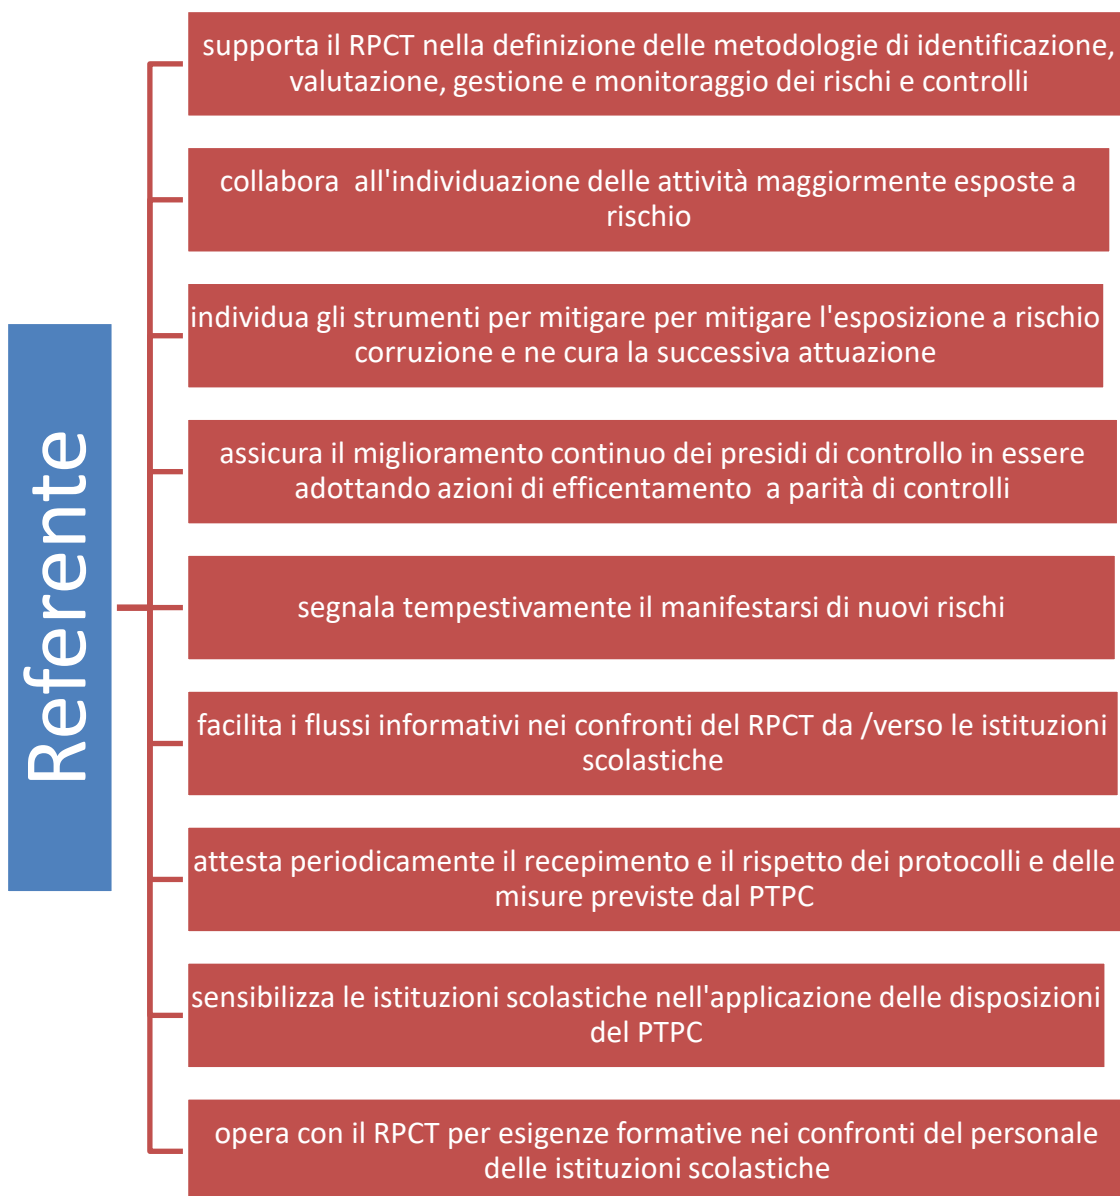 supporta il RPCT nella definizione delle metodologie di identificazione,
valutazione, gestione e monitoraggio dei rischi e controlli
collabora  all'individuazione delle attività maggiormente esposte a
rischio
individua gli strumenti per mitigare per mitigare l'esposizione a rischio
corruzione e ne cura la successiva attuazione
assicura il miglioramento continuo dei presidi di controllo in essere
adottando azioni di efficentamento  a parità di controlli
segnala tempestivamente il manifestarsi di nuovi rischi
facilita i flussi informativi nei confronti del RPCT da /verso le istituzioni
scolastiche
attesta periodicamente il recepimento e il rispetto dei protocolli e delle
misure previste dal PTPC
sensibilizza le istituzioni scolastiche nell'applicazione delle disposizioni
del PTPC
opera con il RPCT per esigenze formative nei confronti del personale
delle istituzioni scolastiche
Referente